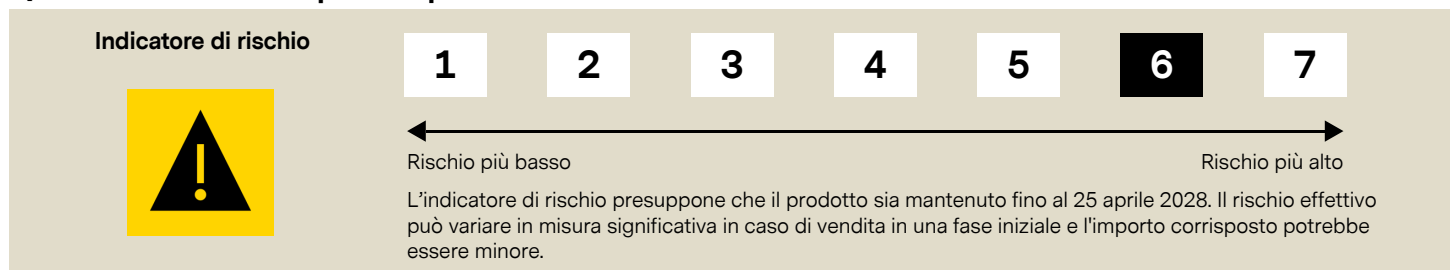 Indicatore di rischio
1 2 3 4 5 6 7
Rischio più basso Rischio più alto
L'indicatore di rischio presuppone che il prodotto sia mantenuto fino al 25 aprile 2028. Il rischio effettivo
può variare in misura significativa in caso di vendita in una fase iniziale e l'importo corrisposto potrebbe
essere minore.